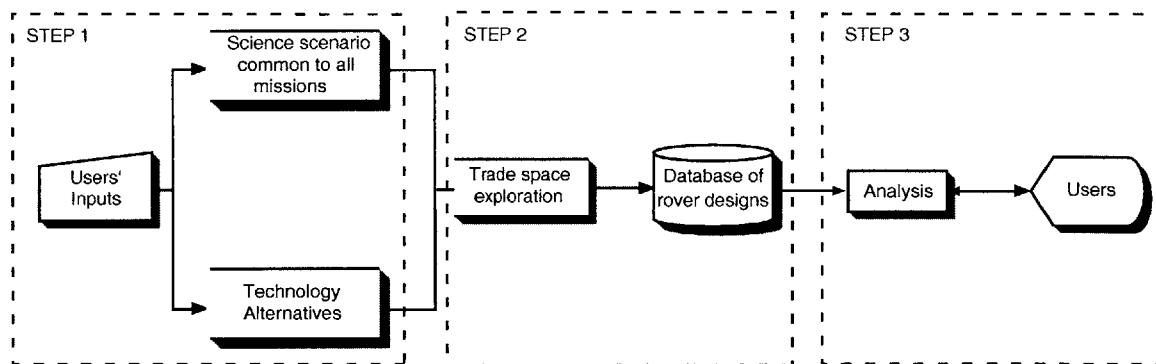 STEP 1
Science scenario
common to all
missions
Users'
Inputs
Technology
Alternatives
STEP 2
Trade space
exploration
Database of
rover designs
STEP 3
Analysis
Users